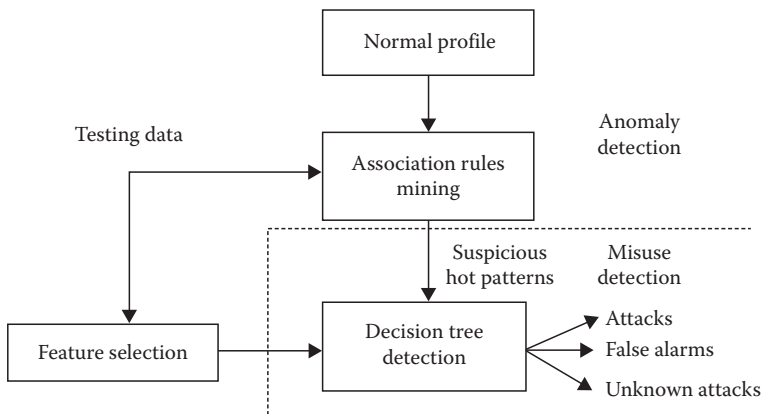 Normal profile
Testing data
Anomaly
detection
Association rules
mining
Suspicious
hot patterns
Misuse
detection
Feature selection
Decision tree
detection
Attacks
False alarms
Unknown attacks